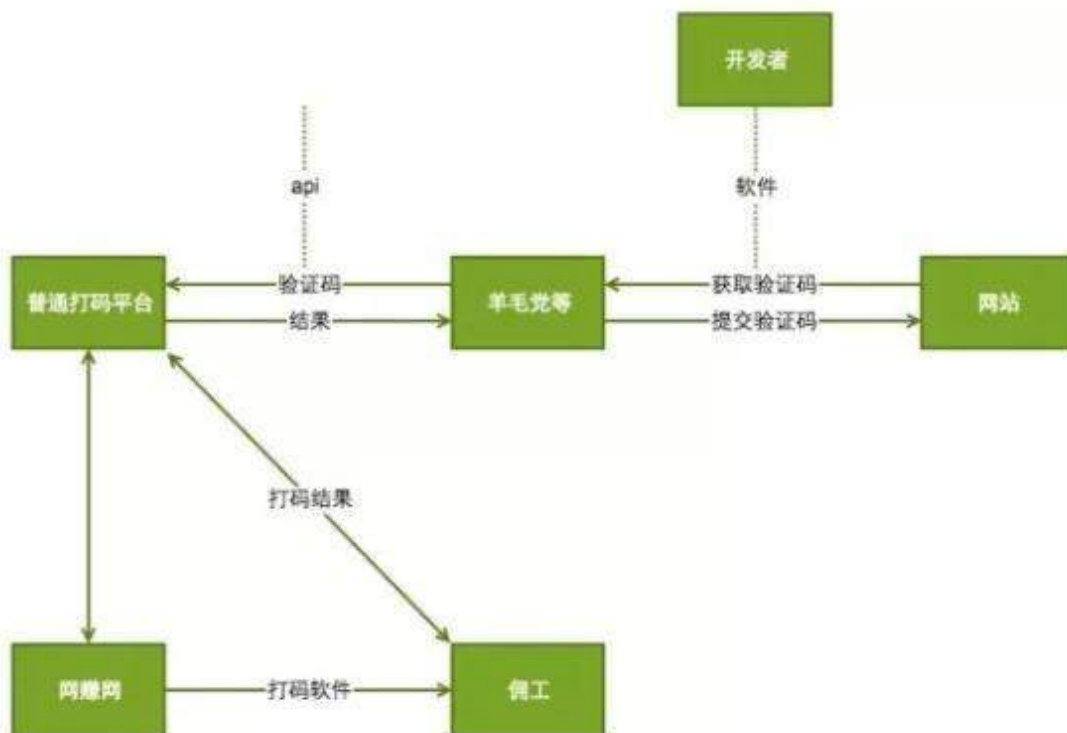 开发者
api
软件
普通打码平台
验证码
结果
羊毛党等
获取验证码
提交验证码
网站
打码结果
网赚网
打码软件
佣工